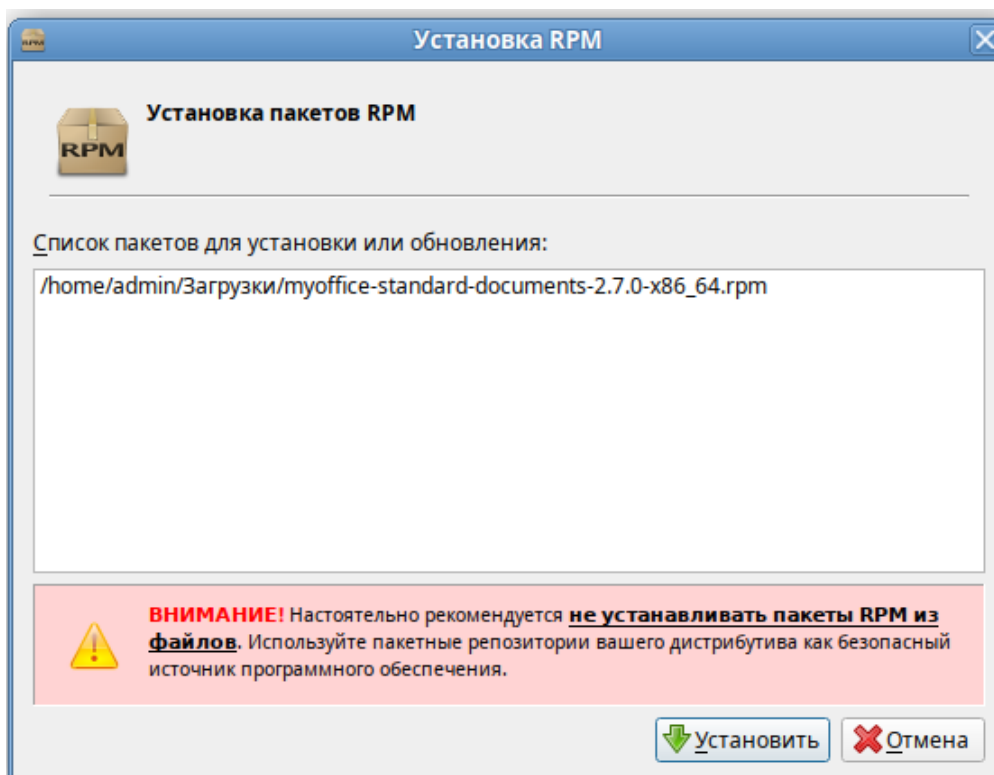 Установка RPM
Установка пакетов RPM
RPM
Список пакетов для установки или обновления:
/home/admin/Загрузки/myoffice-standard-documents-2.7.0-x86_64.rpm
ВНИМАНИЕ! Настоятельно рекомендуется не устанавливать пакеты RPM из
файлов. Используйте пакетные репозитории вашего дистрибутива как безопасный
источник программного обеспечения.
Установить
Отмена